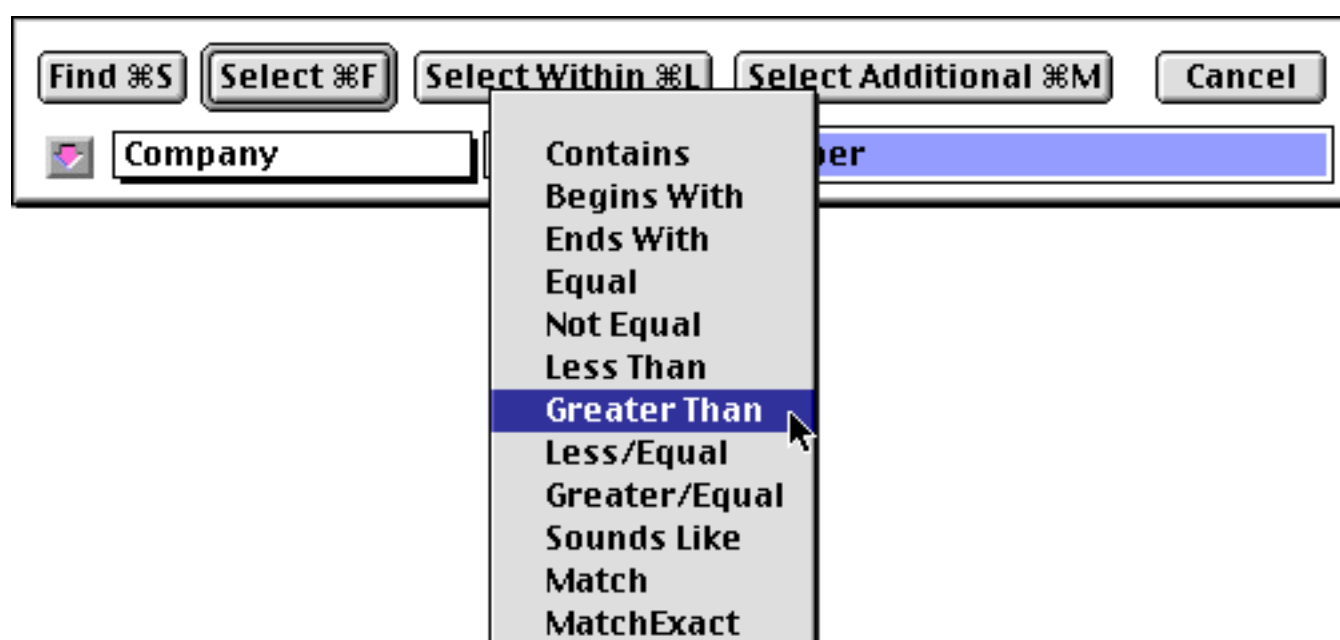 Find ⌘S Select ⌘F Select Within ⌘L Select Additional ⌘M Cancel
Company
Contains
Begins With
Ends With
Equal
Not Equal
Less Than
Greater Than
Less/Equal
Greater/Equal
Sounds Like
Match
MatchExact